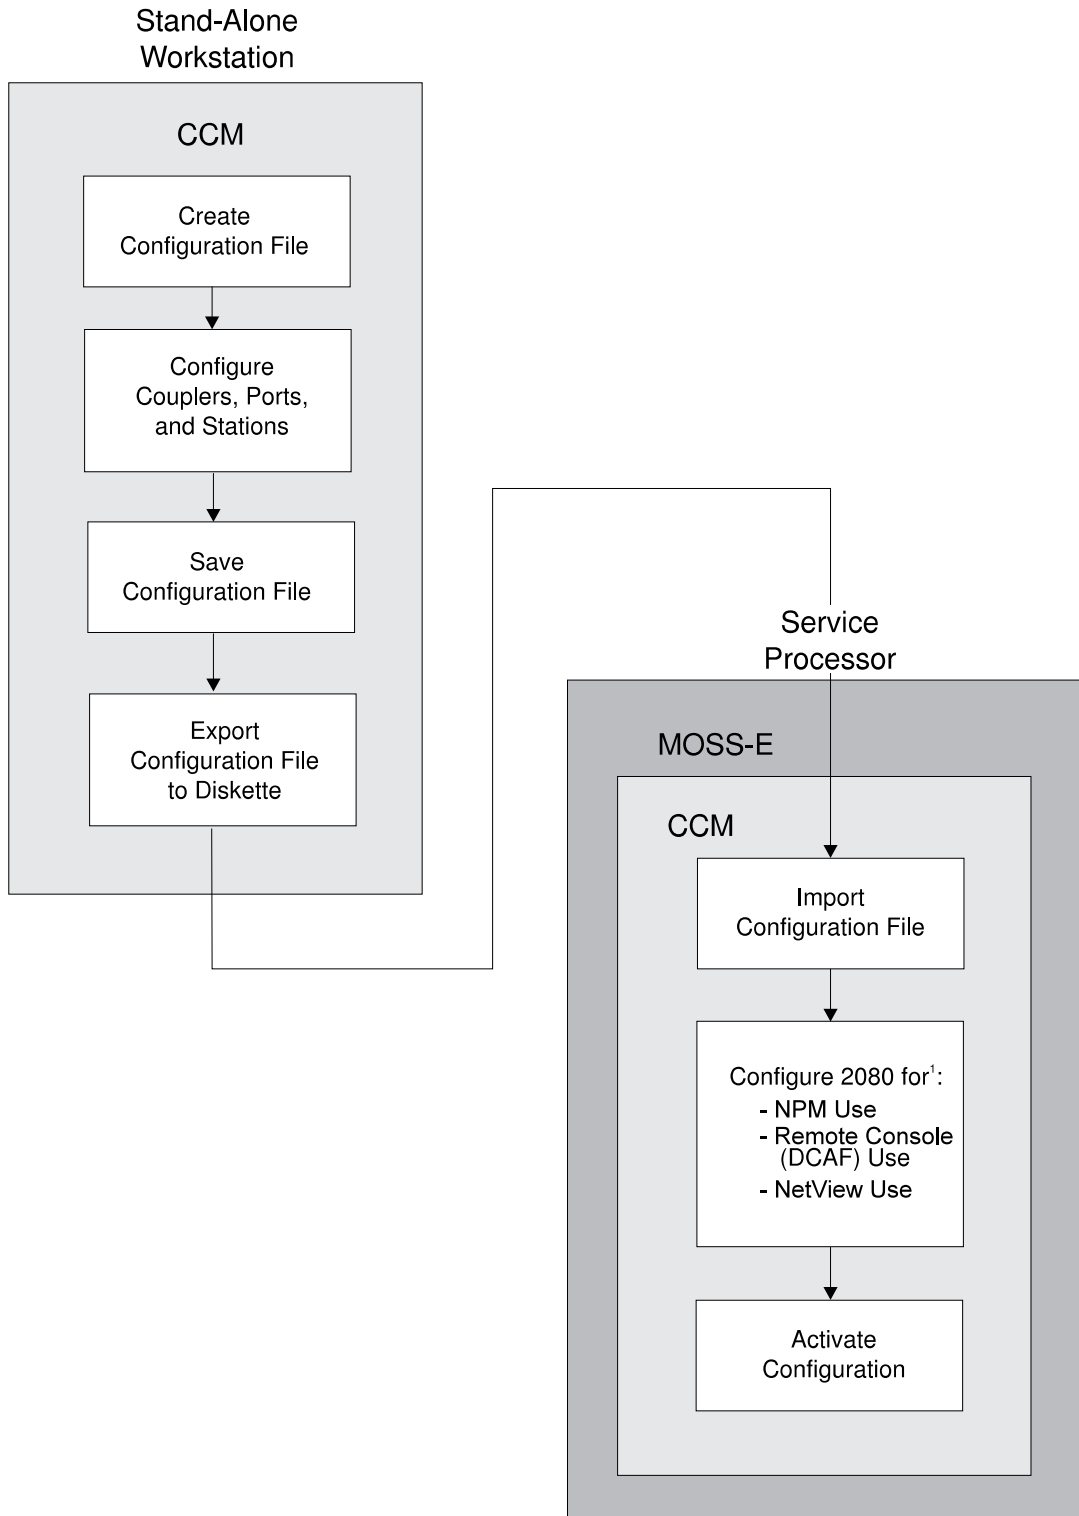 Stand-Alone
Workstation
CCM
Create
Configuration File
Configure
Couplers, Ports,
and Stations
Save
Configuration File
Export
Configuration File
to Diskette
Service
Processor
MOSS-E
CCM
Import
Configuration File
Configure 2080 for¹:
- NPM Use
- Remote Console
(DCAF) Use
- NetView Use
Activate
Configuration